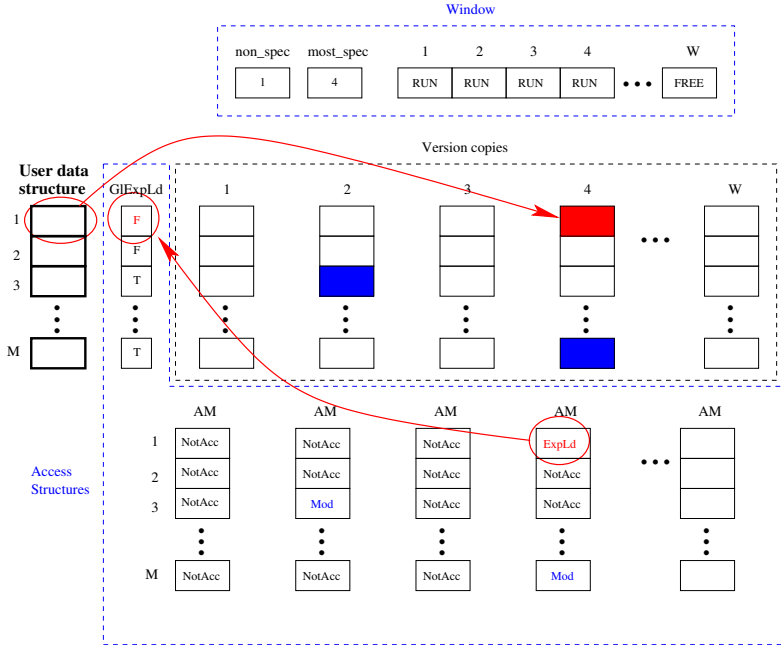 Window
non_spec most_spec 1 2 3 4 W
1 4 RUN RUN RUN RUN FREE
Version copies
User data
structure
GlExpLd 1 2 3 4 W
1 F
2 F
3 T
M T
AM AM AM AM AM
1 NotAcc NotAcc NotAcc ExpLd
2 NotAcc NotAcc NotAcc NotAcc
Access
Structures
3 NotAcc Mod NotAcc NotAcc
M NotAcc NotAcc NotAcc Mod